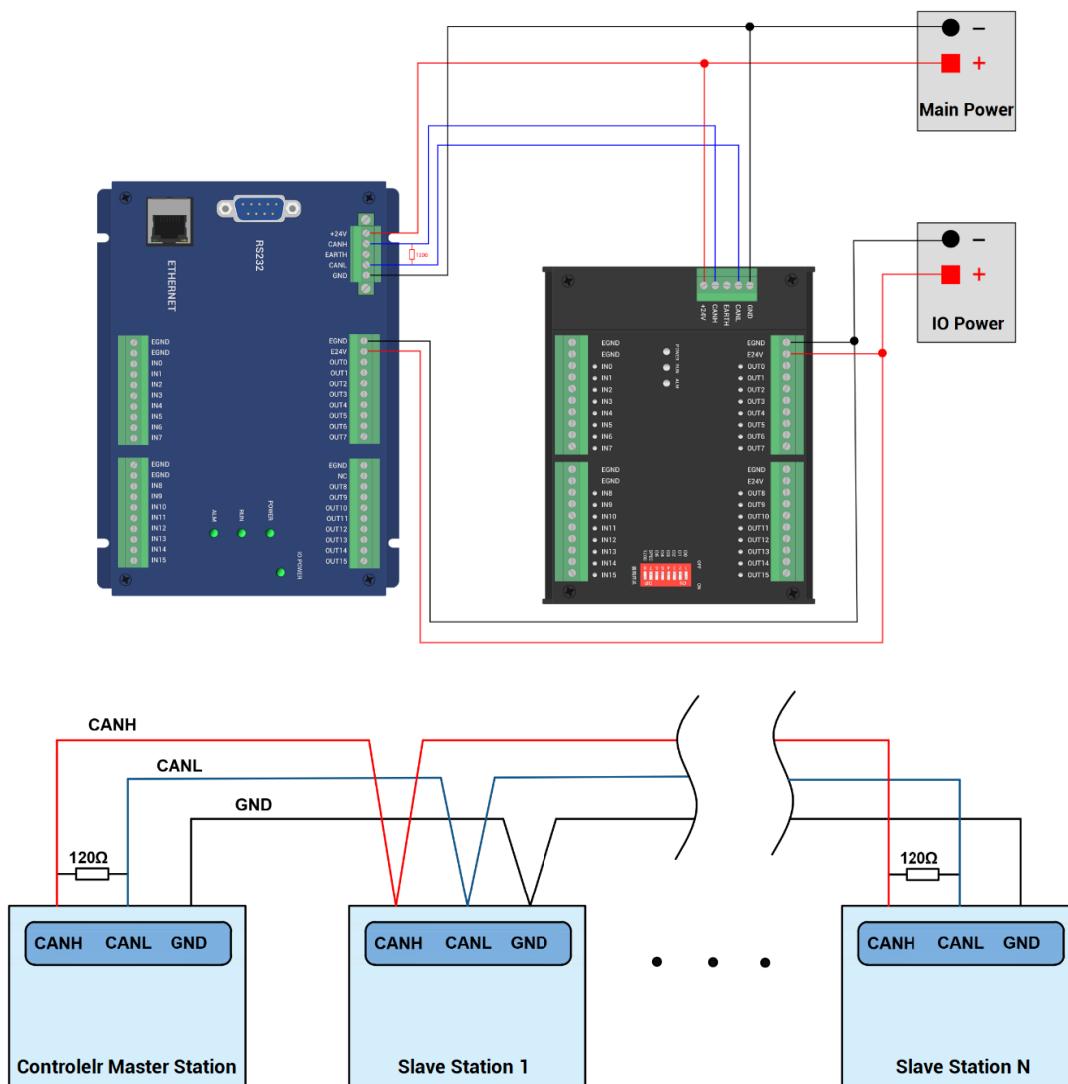 −
+
Main Power
−
+
IO Power
ETHERNET
RS232
+24V
CANH
EARTH
CANL
GND
120Ω
EGND
EGND
IN0
IN1
IN2
IN3
IN4
IN5
IN6
IN7
EGND
E24V
OUT0
OUT1
OUT2
OUT3
OUT4
OUT5
OUT6
OUT7
EGND
EGND
IN8
IN9
IN10
IN11
IN12
IN13
IN14
IN15
EGND
NC
OUT8
OUT9
OUT10
OUT11
OUT12
OUT13
OUT14
OUT15
ALM
RUN
POWER
IO POWER
+24V
CANH
EARTH
CANL
GND
POWER
RUN
ALM
EGND
EGND
IN0
IN1
IN2
IN3
IN4
IN5
IN6
IN7
EGND
E24V
OUT0
OUT1
OUT2
OUT3
OUT4
OUT5
OUT6
OUT7
EGND
EGND
IN8
IN9
IN10
IN11
IN12
IN13
IN14
IN15
EGND
E24V
OUT8
OUT9
OUT10
OUT11
OUT12
OUT13
OUT14
OUT15
OFF
ON
CANH
CANL
GND
120Ω
120Ω
CANH CANL GND
Controlelr Master Station
CANH CANL GND
Slave Station 1
CANH CANL GND
Slave Station N